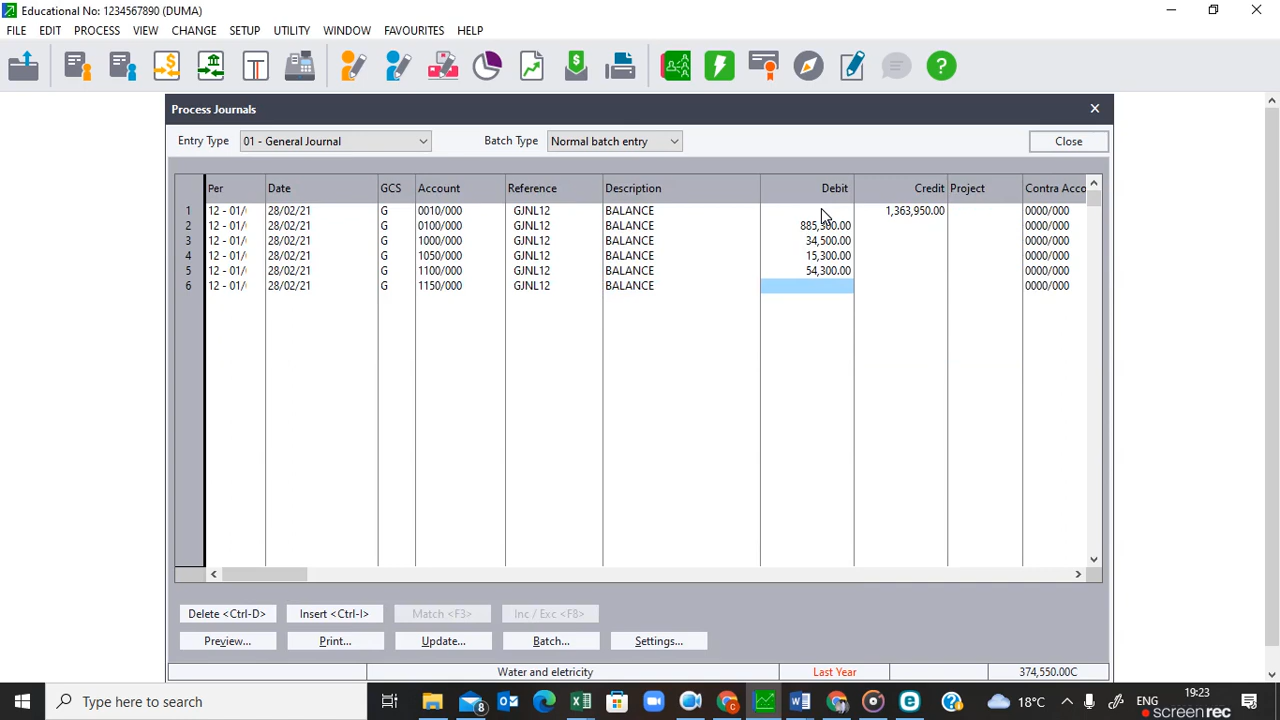 Educational No: 1234567890 (DUMA)
FILE EDIT PROCESS VIEW CHANGE SETUP UTILITY WINDOW FAVOURITES HELP
Process Journals
Entry Type 01 - General Journal Batch Type Normal batch entry Close
Per Date GCS Account Reference Description Debit Credit Project Contra Acco
1 12 - 01/ 28/02/21 G 0010/000 GJNL12 BALANCE 1,363,950.00 0000/000
2 12 - 01/ 28/02/21 G 0100/000 GJNL12 BALANCE 0000/000
3 12 - 01/ 28/02/21 G 1000/000 GJNL12 BALANCE 34,500.00 0000/000
4 12 - 01/ 28/02/21 G 1050/000 GJNL12 BALANCE 15,300.00 0000/000
5 12 - 01/ 28/02/21 G 1100/000 GJNL12 BALANCE 54,300.00 0000/000
6 12 - 01/ 28/02/21 G 1150/000 GJNL12 BALANCE 0000/000
Delete <Ctrl-D> Insert <Ctrl-I> Match <F3> Inc / Exc <F8>
Preview... Print... Update... Batch... Settings...
Water and eletricity Last Year 374,550.00C
Type here to search 8 18°C ENG 19:23
screen rec